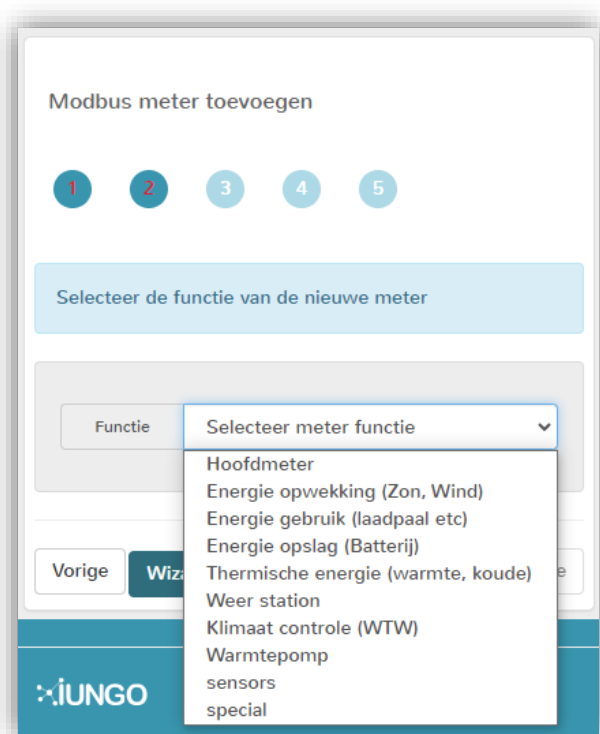 Modbus meter toevoegen
1 2 3 4 5
Selecteer de functie van de nieuwe meter
Functie Selecteer meter functie
Hoofdmeter
Energie opwekking (Zon, Wind)
Energie gebruik (laadpaal etc)
Energie opslag (Batterij)
Thermische energie (warmte, koude)
Weer station
Klimaat controle (WTW)
Warmtepomp
sensors
special
Vorige
iUNGO